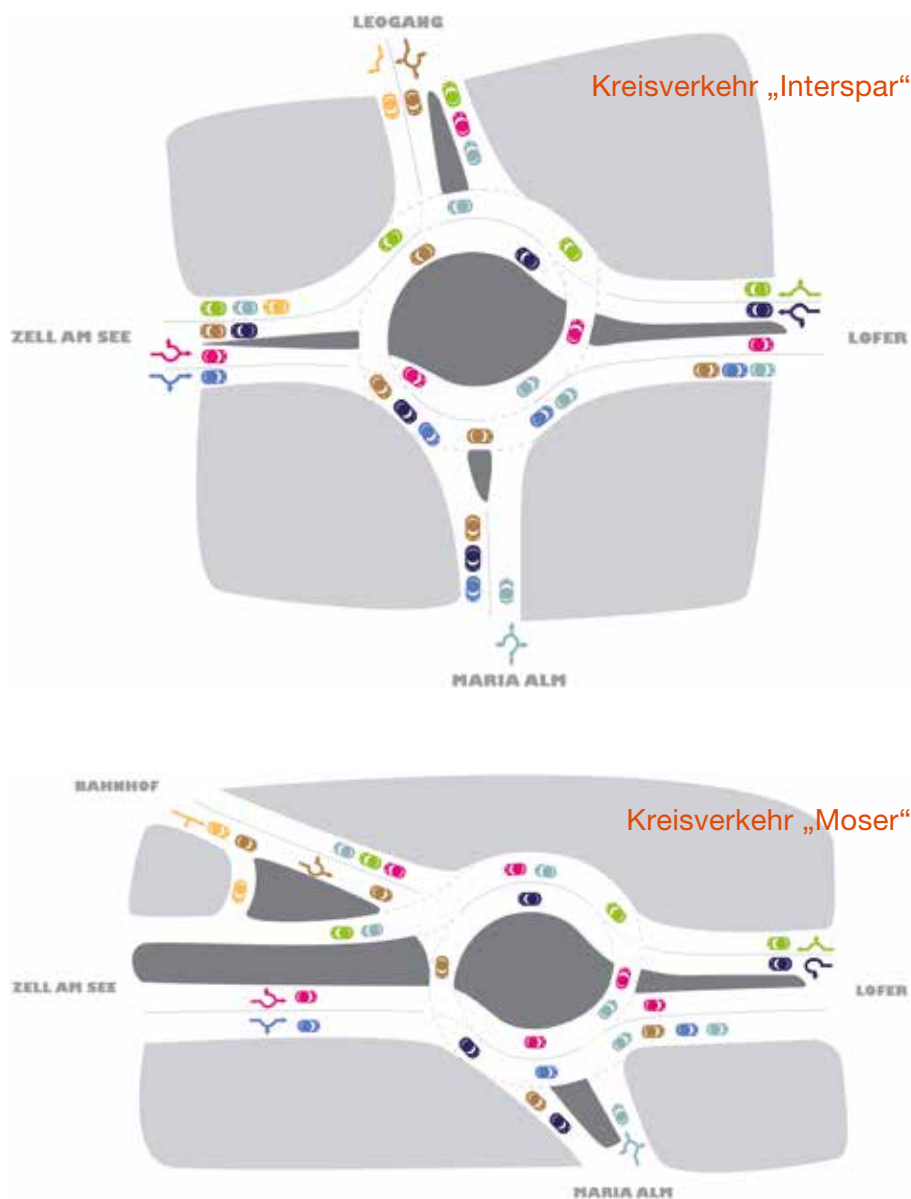 LEOGANG
Kreisverkehr „Interspar“
ZELL AM SEE
LOFER
MARIA ALM
BAHNHOF
Kreisverkehr „Moser“
ZELL AM SEE
LOFER
MARIA ALM